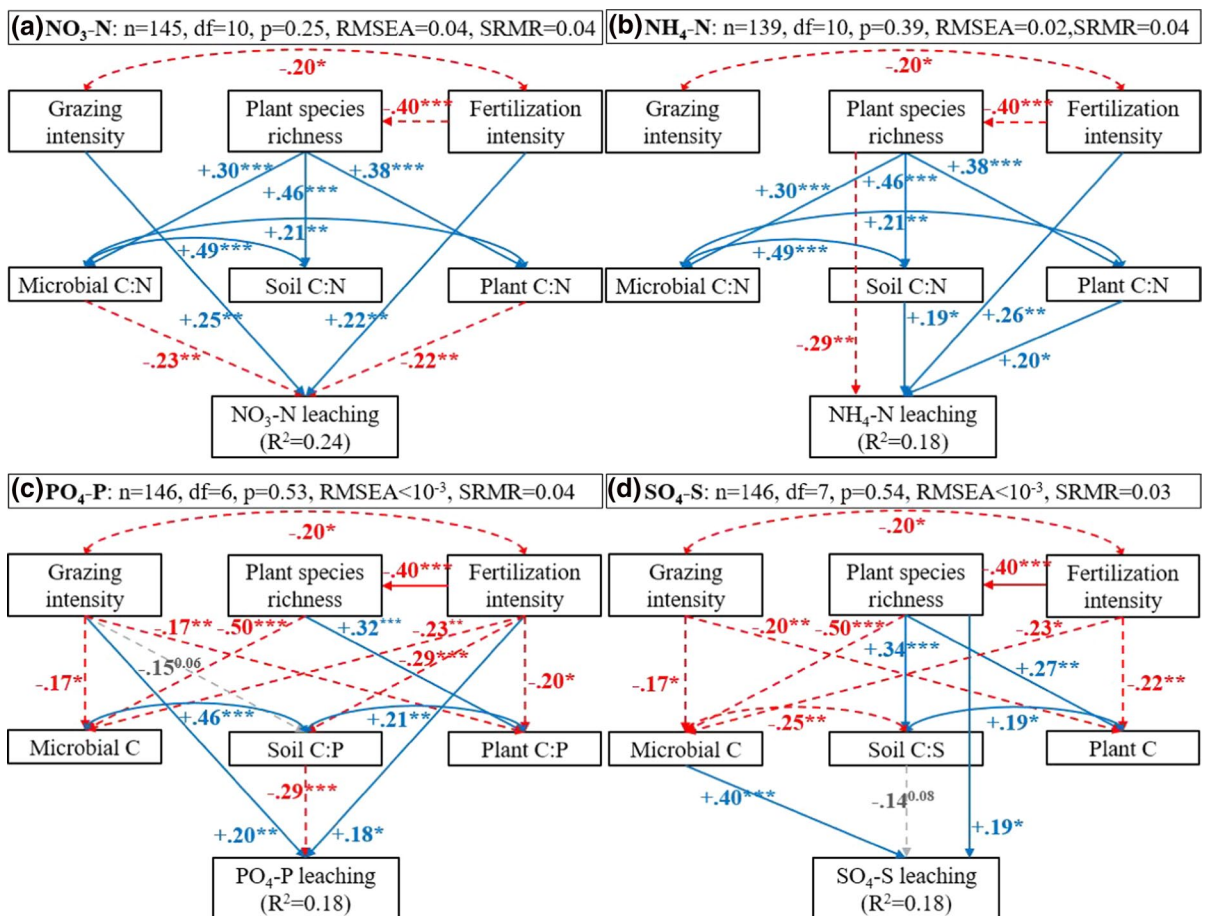 (a) NO3-N: n=145, df=10, p=0.25, RMSEA=0.04, SRMR=0.04
-.20*
Grazing
intensity
Plant species
richness
-.40***
Fertilization
intensity
+.30***
+.38***
+.46***
+.21**
+.49***
Microbial C:N
Soil C:N
Plant C:N
+.25**
+.22**
-.23**
-.22**
NO3-N leaching
(R2=0.24)
(b) NH4-N: n=139, df=10, p=0.39, RMSEA=0.02,SRMR=0.04
-.20*
Grazing
intensity
Plant species
richness
-.40***
Fertilization
intensity
+.38***
+.30***
+.46***
+.21**
+.49***
Microbial C:N
Soil C:N
Plant C:N
+.19*
+.26**
-.29**
+.20*
NH4-N leaching
(R2=0.18)
(c) PO4-P: n=146, df=6, p=0.53, RMSEA<10-3, SRMR=0.04
-.20*
Grazing
intensity
Plant species
richness
-.40***
Fertilization
intensity
-.17**
-.50***
+.32***
-.23**
-.15 0.06
-.29***
-.17*
-.20*
+.46***
+.21**
Microbial C
Soil C:P
Plant C:P
-.29***
+.20**
+.18*
PO4-P leaching
(R2=0.18)
(d) SO4-S: n=146, df=7, p=0.54, RMSEA<10-3, SRMR=0.03
-.20*
Grazing
intensity
Plant species
richness
-.40***
Fertilization
intensity
-.20**
-.50***
-.23*
+.34***
+.27**
-.17*
-.22**
-.25**
+.19*
Microbial C
Soil C:S
Plant C
+.40***
-.14 0.08
+.19*
SO4-S leaching
(R2=0.18)